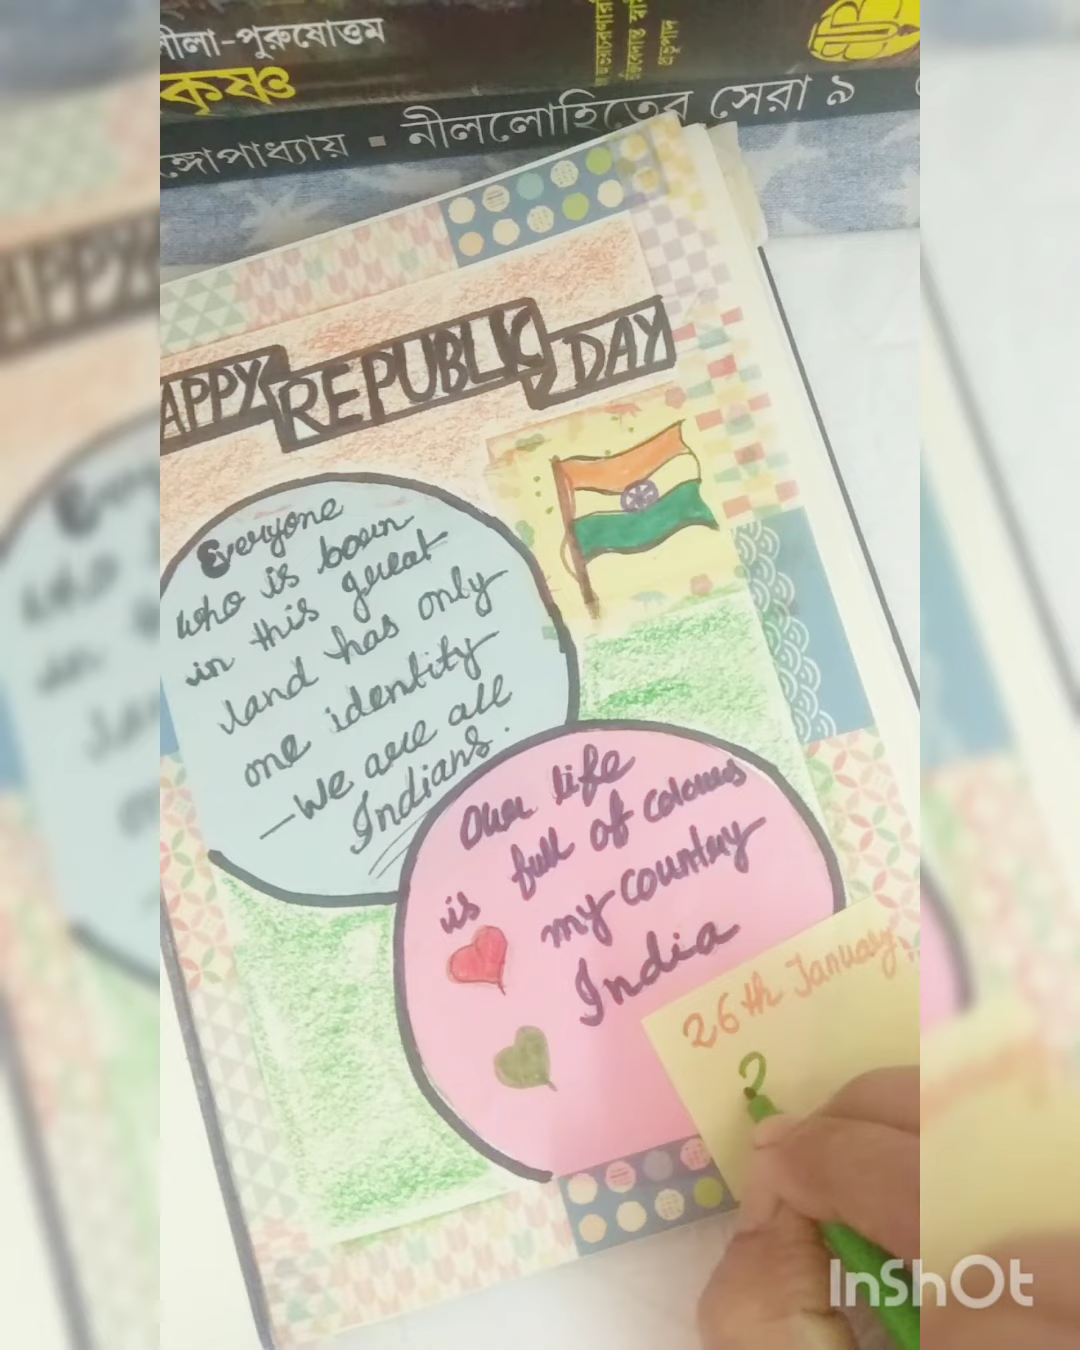 লীলা-পুরুষোত্তম
কৃষ্ণ
ঙ্গোপাধ্যায় ▪ নীললোহিতের সেরা ৯
APPY REPUBLIC DAY
Everyone
who is born
in this great
land has only
one identity
—We are all
Indians.
Our life
is full of colours
my country
India
26th January,
2
InShOt